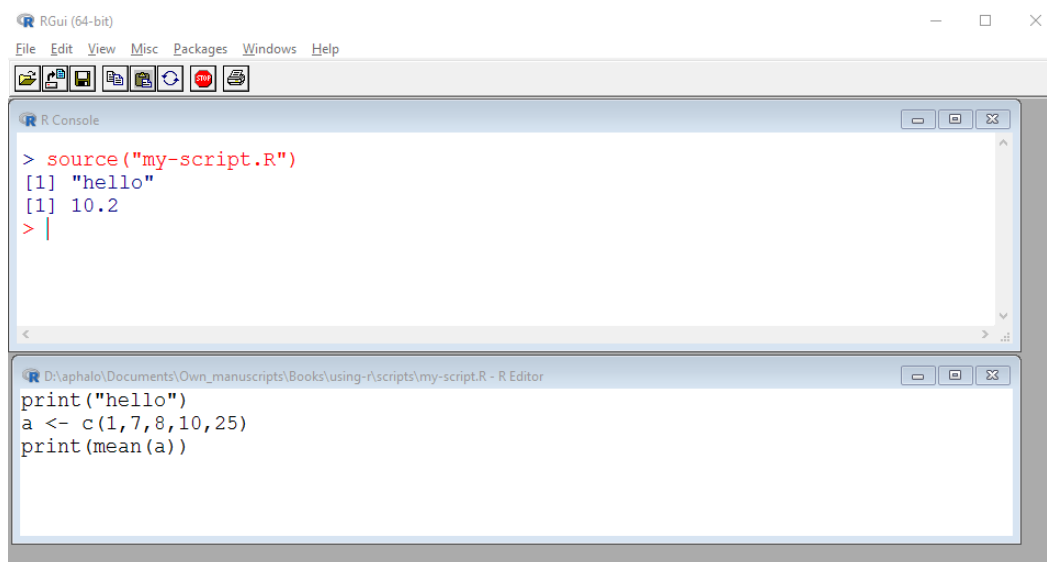 RGui (64-bit)
File Edit View Misc Packages Windows Help
STOP
R Console
> source("my-script.R")
[1] "hello"
[1] 10.2
>
D:\aphalo\Documents\Own_manuscripts\Books\using-r\scripts\my-script.R - R Editor
print("hello")
a <- c(1,7,8,10,25)
print(mean(a))